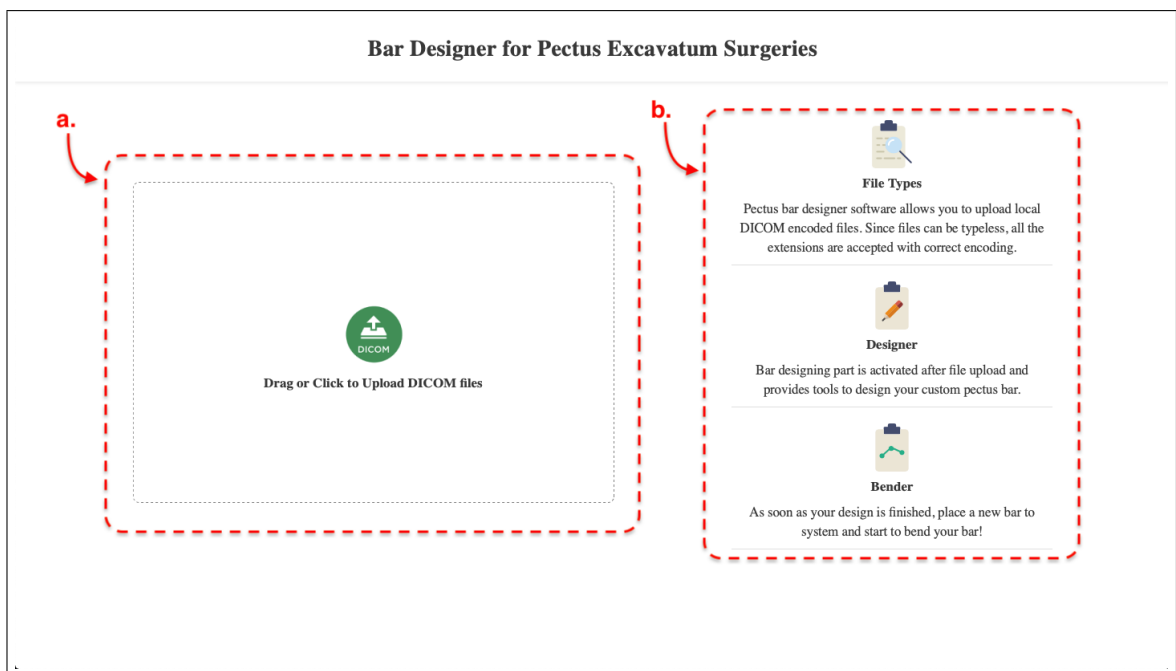 Bar Designer for Pectus Excavatum Surgeries
a.
DICOM
Drag or Click to Upload DICOM files
b.
File Types
Pectus bar designer software allows you to upload local
DICOM encoded files. Since files can be typeless, all the
extensions are accepted with correct encoding.
Designer
Bar designing part is activated after file upload and
provides tools to design your custom pectus bar.
Bender
As soon as your design is finished, place a new bar to
system and start to bend your bar!